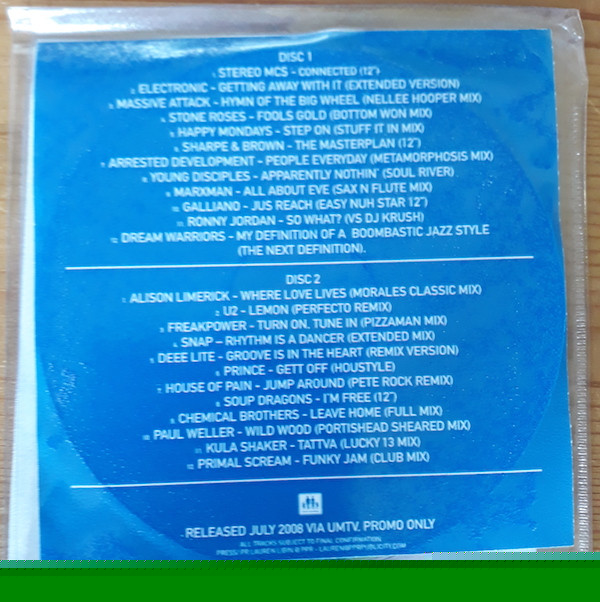 DISC 1
1. STEREO MCS - CONNECTED (12")
2. ELECTRONIC - GETTING AWAY WITH IT (EXTENDED VERSION)
3. MASSIVE ATTACK - HYMN OF THE BIG WHEEL (NELLEE HOOPER MIX)
4. STONE ROSES - FOOLS GOLD (BOTTOM WON MIX)
5. HAPPY MONDAYS - STEP ON (STUFF IT IN MIX)
6. SHARPE & BROWN - THE MASTERPLAN (12")
7. ARRESTED DEVELOPMENT - PEOPLE EVERYDAY (METAMORPHOSIS MIX)
8. YOUNG DISCIPLES - APPARENTLY NOTHIN' (SOUL RIVER)
9. MARXMAN - ALL ABOUT EVE (SAX N FLUTE MIX)
10. GALLIANO - JUS REACH (EASY NUH STAR 12")
11. RONNY JORDAN - SO WHAT? (VS DJ KRUSH)
12. DREAM WARRIORS - MY DEFINITION OF A BOOMBASTIC JAZZ STYLE
(THE NEXT DEFINITION).
DISC 2
1. ALISON LIMERICK - WHERE LOVE LIVES (MORALES CLASSIC MIX)
2. U2 - LEMON (PERFECTO REMIX)
3. FREAKPOWER - TURN ON, TUNE IN (PIZZAMAN MIX)
4. SNAP – RHYTHM IS A DANCER (EXTENDED MIX)
5. DEEE LITE - GROOVE IS IN THE HEART (REMIX VERSION)
6. PRINCE - GETT OFF (HOUSTYLE)
7. HOUSE OF PAIN - JUMP AROUND (PETE ROCK REMIX)
8. SOUP DRAGONS - I'M FREE (12")
9. CHEMICAL BROTHERS - LEAVE HOME (FULL MIX)
10. PAUL WELLER - WILD WOOD (PORTISHEAD SHEARED MIX)
11. KULA SHAKER - TATTVA (LUCKY 13 MIX)
12. PRIMAL SCREAM - FUNKY JAM (CLUB MIX)
RELEASED JULY 2008 VIA UMTV. PROMO ONLY
ALL TRACKS SUBJECT TO FINAL CONFIRMATION
PRESS/ PR LAUREN